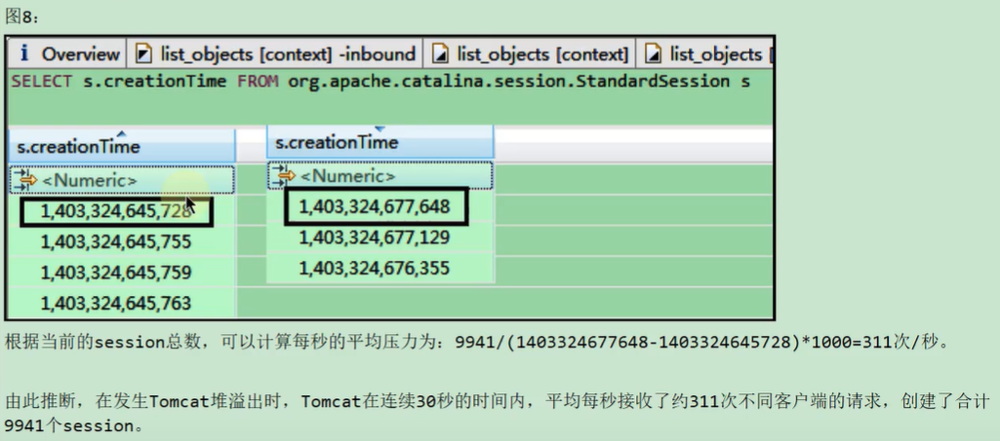 图8:
i Overview list_objects [context] -inbound list_objects [context] list_objects [
SELECT s.creationTime FROM org.apache.catalina.session.StandardSession s
s.creationTime s.creationTime
<Numeric> <Numeric>
1,403,324,645,728 1,403,324,677,648
1,403,324,645,755 1,403,324,677,129
1,403,324,645,759 1,403,324,676,355
1,403,324,645,763
根据当前的session总数，可以计算每秒的平均压力为：9941/(1403324677648-1403324645728)*1000=311次/秒。
由此推断，在发生Tomcat堆溢出时，Tomcat在连续30秒的时间内，平均每秒接收了约311次不同客户端的请求，创建了合计
9941个session。